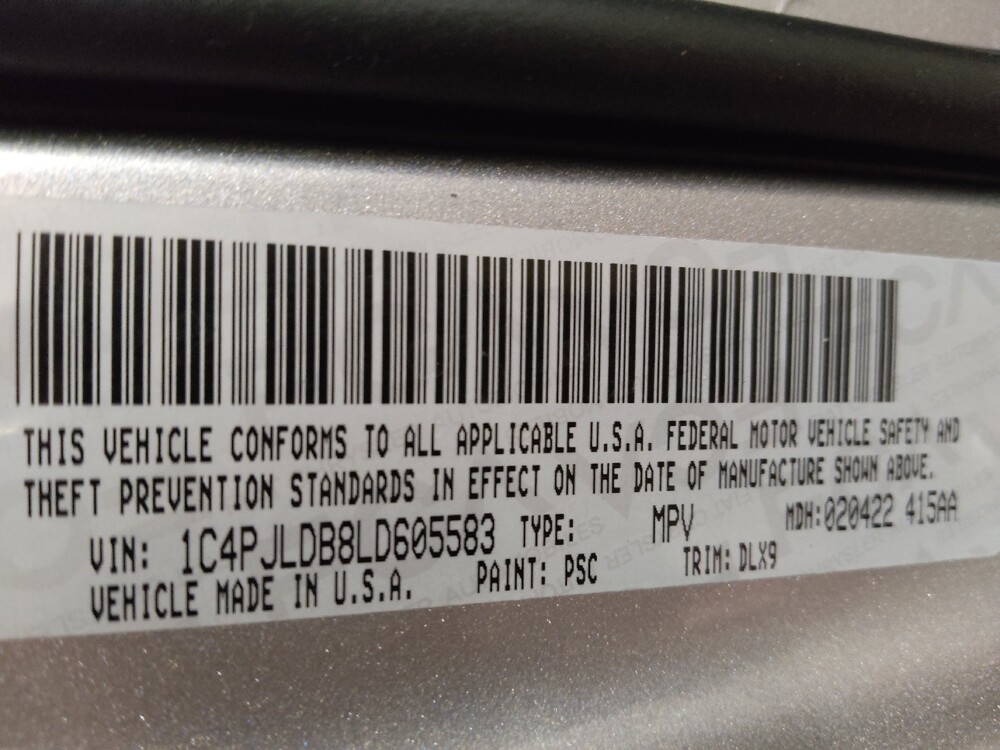 THIS VEHICLE CONFORMS TO ALL APPLICABLE U.S.A. FEDERAL MOTOR VEHICLE SAFETY AND
THEFT PREVENTION STANDARDS IN EFFECT ON THE DATE OF MANUFACTURE SHOWN ABOVE.
VIN: 1C4PJLDB8LD605583 TYPE: MPV MDH:020422 415AA
VEHICLE MADE IN U.S.A. PAINT: PSC TRIM: DLX9